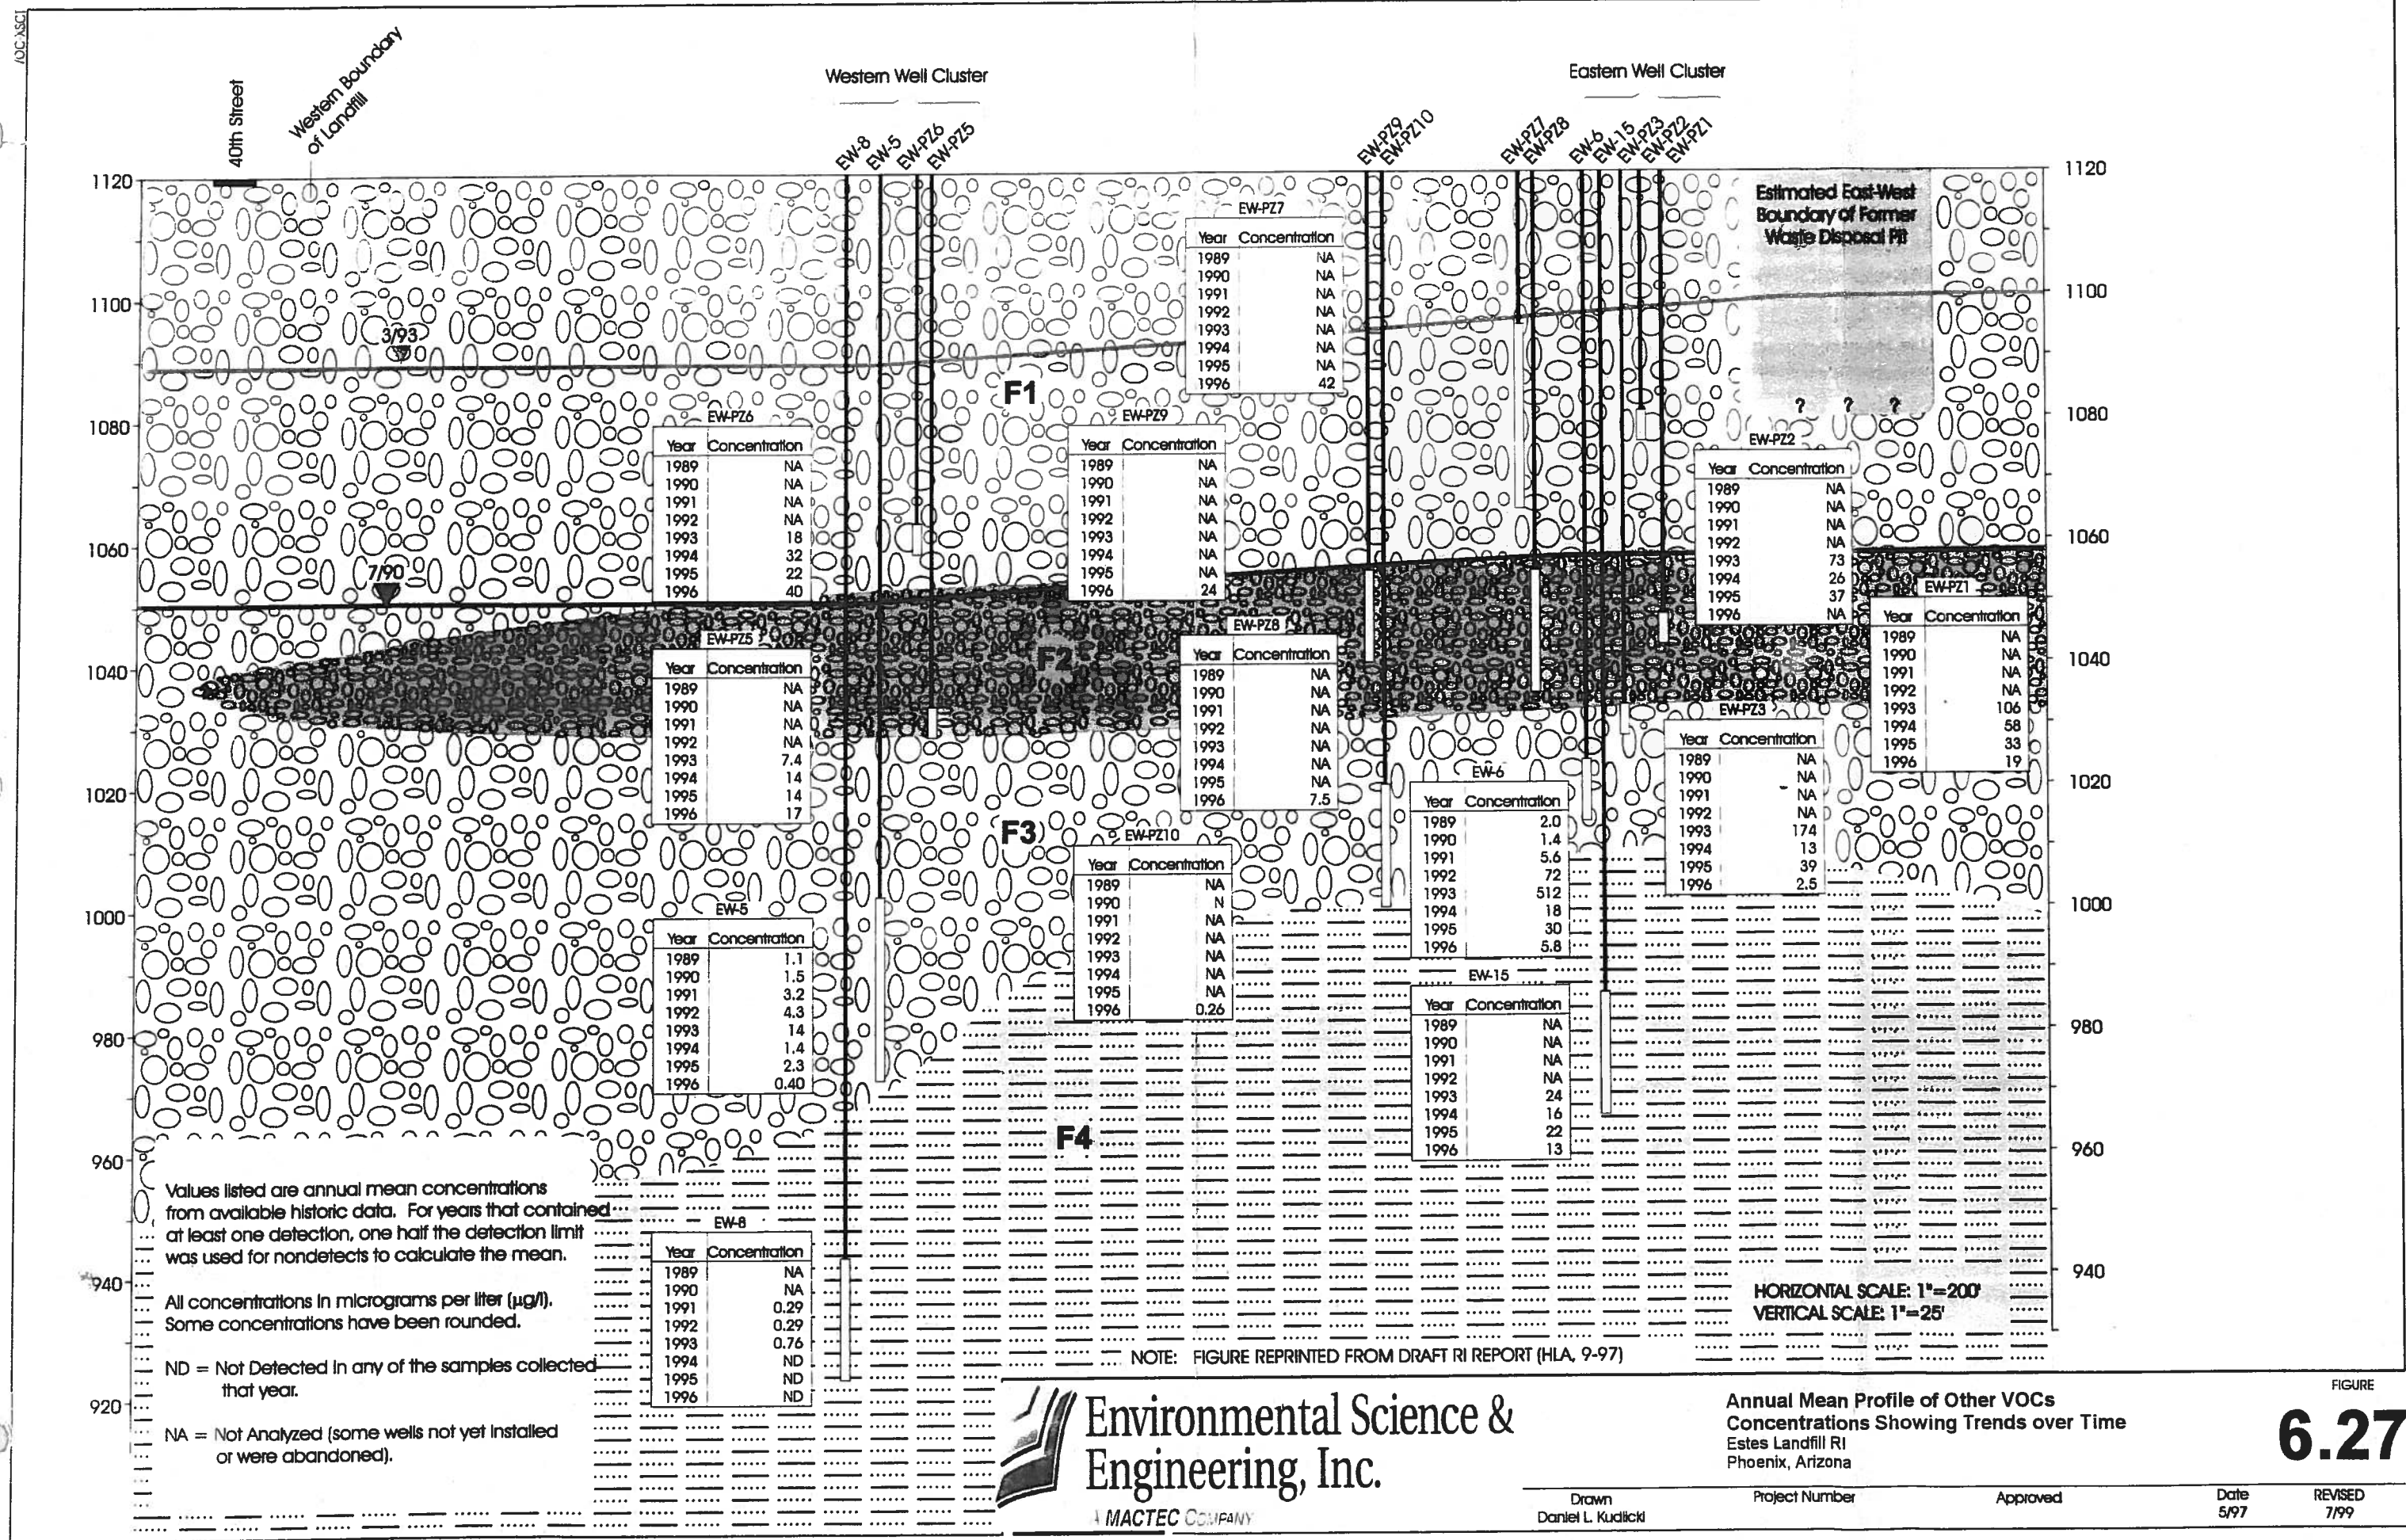 40th Street
Western Boundary
of Landfill
Western Well Cluster
Eastern Well Cluster
EW-8
EW-5
EW-PZ6
EW-PZ5
EW-PZ9
EW-PZ10
EW-PZ7
EW-PZ8
EW-6
EW-15
EW-PZ3
EW-PZ2
EW-PZ1
1120
1100
1080
1060
1040
1020
1000
980
960
940
920
1120
1100
1080
1060
1040
1020
1000
980
960
940
3/93
7/90
F1
F2
F3
F4
Estimated East-West
Boundary of Former
Waste Disposal Pit
? ? ?
EW-PZ7
Year Concentration
1989 NA
1990 NA
1991 NA
1992 NA
1993 NA
1994 NA
1995 NA
1996 42
EW-PZ6
Year Concentration
1989 NA
1990 NA
1991 NA
1992 NA
1993 18
1994 32
1995 22
1996 40
EW-PZ9
Year Concentration
1989 NA
1990 NA
1991 NA
1992 NA
1993 NA
1994 NA
1995 NA
1996 24
EW-PZ2
Year Concentration
1989 NA
1990 NA
1991 NA
1992 NA
1993 73
1994 26
1995 37
1996 NA
EW-PZ1
Year Concentration
1989 NA
1990 NA
1991 NA
1992 NA
1993 106
1994 58
1995 33
1996 19
EW-PZ5
Year Concentration
1989 NA
1990 NA
1991 NA
1992 NA
1993 7.4
1994 14
1995 14
1996 17
EW-PZ8
Year Concentration
1989 NA
1990 NA
1991 NA
1992 NA
1993 NA
1994 NA
1995 NA
1996 7.5
EW-PZ3
Year Concentration
1989 NA
1990 NA
1991 NA
1992 NA
1993 174
1994 13
1995 39
1996 2.5
EW-6
Year Concentration
1989 2.0
1990 1.4
1991 5.6
1992 72
1993 512
1994 18
1995 30
1996 5.8
EW-PZ10
Year Concentration
1989 NA
1990 N
1991 NA
1992 NA
1993 NA
1994 NA
1995 NA
1996 0.26
EW-5
Year Concentration
1989 1.1
1990 1.5
1991 3.2
1992 4.3
1993 14
1994 1.4
1995 2.3
1996 0.40
EW-15
Year Concentration
1989 NA
1990 NA
1991 NA
1992 NA
1993 24
1994 16
1995 22
1996 13
EW-8
Year Concentration
1989 NA
1990 NA
1991 0.29
1992 0.29
1993 0.76
1994 ND
1995 ND
1996 ND
Values listed are annual mean concentrations
from available historic data. For years that contained
at least one detection, one half the detection limit
was used for nondetects to calculate the mean.
All concentrations in micrograms per liter (µg/l).
Some concentrations have been rounded.
ND = Not Detected in any of the samples collected
that year.
NA = Not Analyzed (some wells not yet installed
or were abandoned).
HORIZONTAL SCALE: 1"=200'
VERTICAL SCALE: 1"=25'
NOTE: FIGURE REPRINTED FROM DRAFT RI REPORT (HLA, 9-97)
Environmental Science &
Engineering, Inc.
A MACTEC COMPANY
Annual Mean Profile of Other VOCs
Concentrations Showing Trends over Time
Estes Landfill RI
Phoenix, Arizona
FIGURE
6.27
Drawn
Daniel L. Kudlicki
Project Number
Approved
Date
5/97
REVISED
7/99